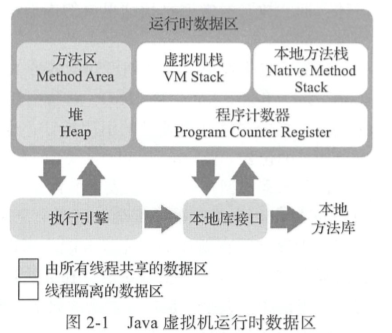 运行时数据区
方法区
Method Area
虚拟机栈
VM Stack
本地方法栈
Native Method
Stack
堆
Heap
程序计数器
Program Counter Register
执行引擎
本地库接口
本地
方法库
由所有线程共享的数据区
线程隔离的数据区
图 2-1 Java 虚拟机运行时数据区